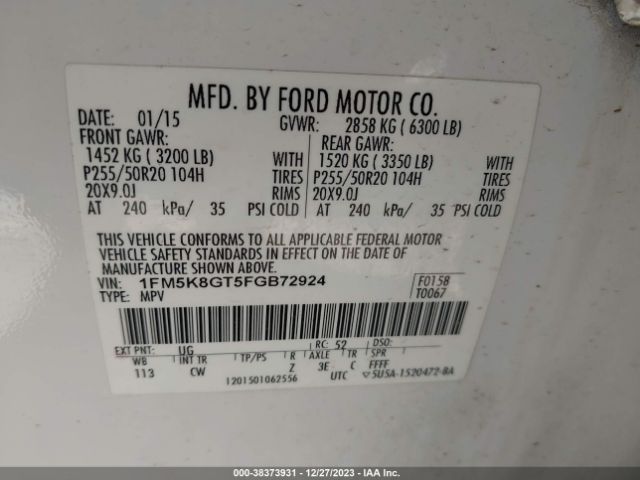 MFD. BY FORD MOTOR CO.
DATE: 01/15 GVWR: 2858 KG ( 6300 LB)
FRONT GAWR: REAR GAWR:
1452 KG ( 3200 LB) WITH 1520 KG ( 3350 LB) WITH
P255/50R20 104H TIRES P255/50R20 104H TIRES
20X9.0J RIMS 20X9.0J RIMS
AT 240 kPa/ 35 PSI COLD AT 240 kPa/ 35 PSI COLD
THIS VEHICLE CONFORMS TO ALL APPLICABLE FEDERAL MOTOR
VEHICLE SAFETY STANDARDS IN EFFECT ON THE DATE OF
MANUFACTURE SHOWN ABOVE.
VIN: 1FM5K8GT5FGB72924 F0158
TYPE: MPV T0067
EXT PNT: UG RC: 52 DSO:
WB INT TR TP/PS R AXLE TR SPR
113 CW Z 3E C FFFF
1201501062556 UTC ▽5U5A-1520472-BA
000-38373931 - 12/27/2023 - IAAI.COM